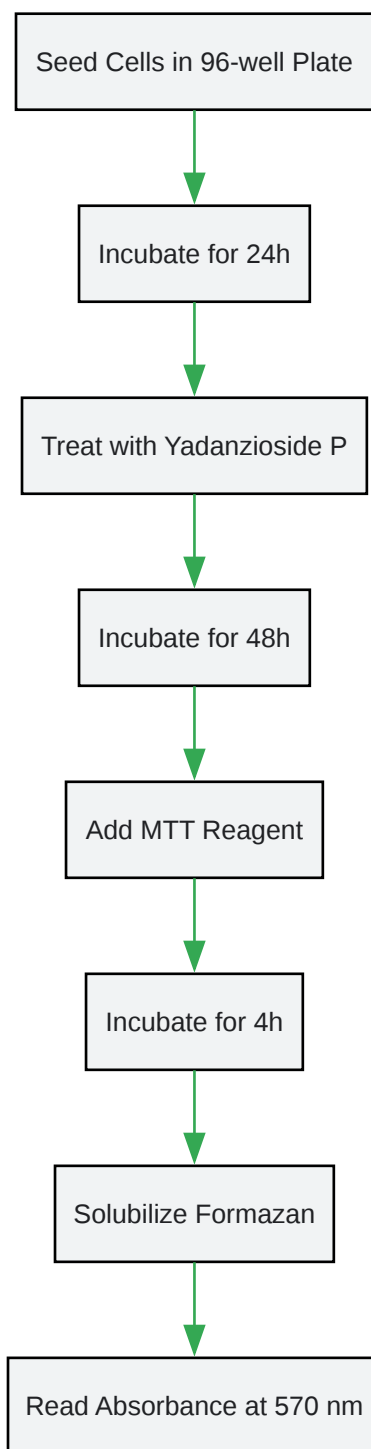 Seed Cells in 96-well Plate
Incubate for 24h
Treat with Yadanzioside P
Incubate for 48h
Add MTT Reagent
Incubate for 4h
Solubilize Formazan
Read Absorbance at 570 nm